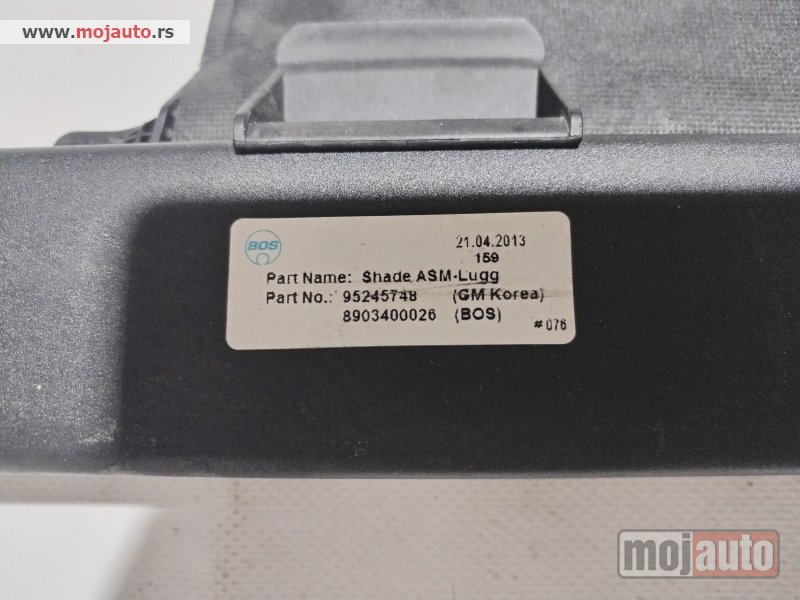 www.mojauto.rs
BOS
21.04.2013
159
Part Name: Shade ASM-Lugg
Part No.: 95245748 (GM Korea)
8903400026 (BOS)
#076
mojauto